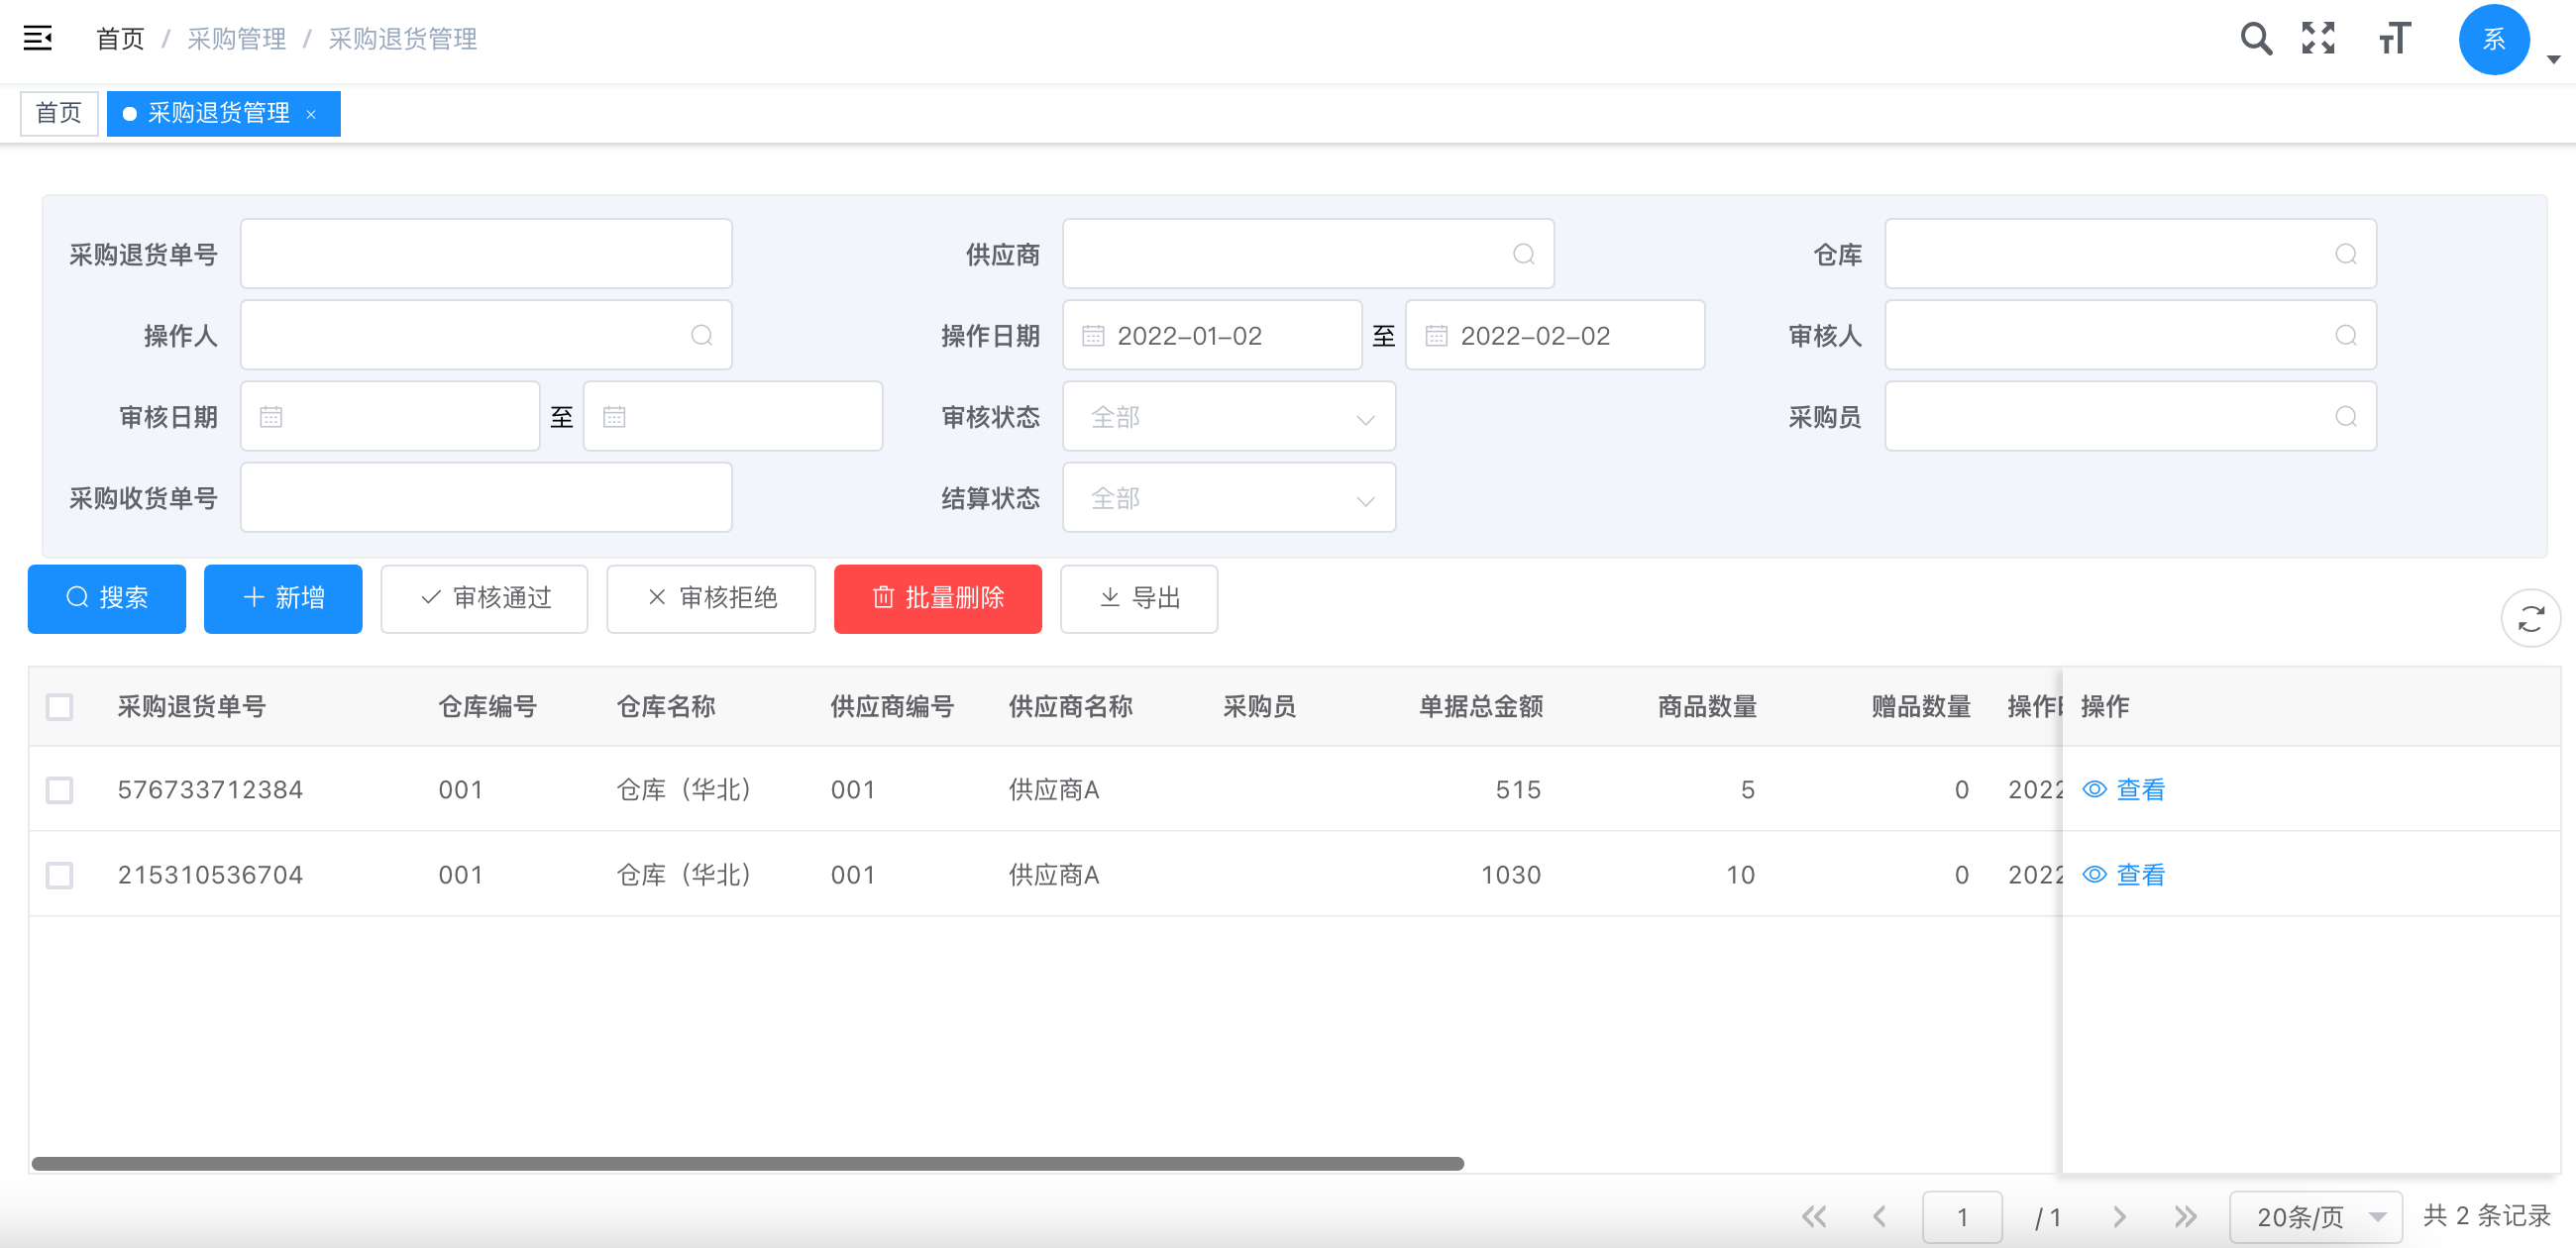 首页 / 采购管理 / 采购退货管理
系
首页 采购退货管理 ×
采购退货单号 供应商 仓库
操作人 操作日期 2022-01-02 至 2022-02-02 审核人
审核日期 至 审核状态 全部 采购员
采购收货单号 结算状态 全部
搜索 新增 审核通过 审核拒绝 批量删除 导出
采购退货单号 仓库编号 仓库名称 供应商编号 供应商名称 采购员 单据总金额 商品数量 赠品数量 操作 操作
576733712384 001 仓库（华北） 001 供应商A 515 5 0 2022 查看
215310536704 001 仓库（华北） 001 供应商A 1030 10 0 2022 查看
1 / 1 20条/页 共 2 条记录